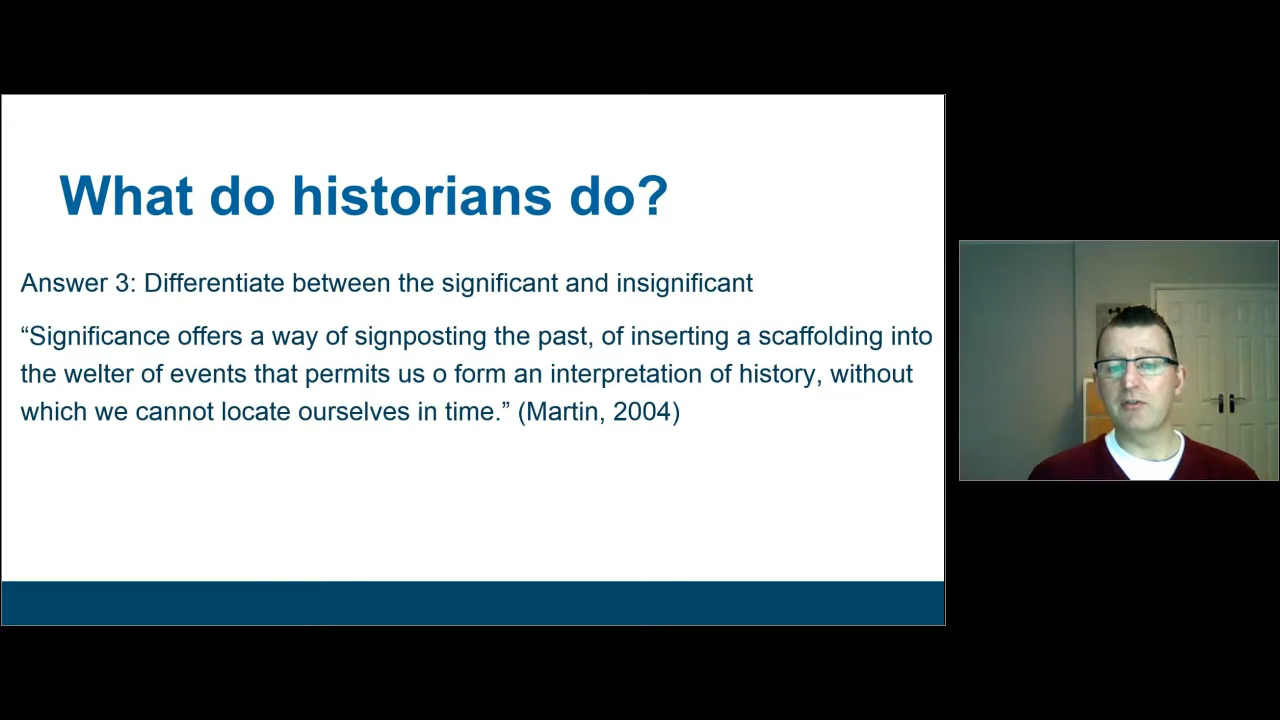 What do historians do?
Answer 3: Differentiate between the significant and insignificant
“Significance offers a way of signposting the past, of inserting a scaffolding into
the welter of events that permits us o form an interpretation of history, without
which we cannot locate ourselves in time.” (Martin, 2004)